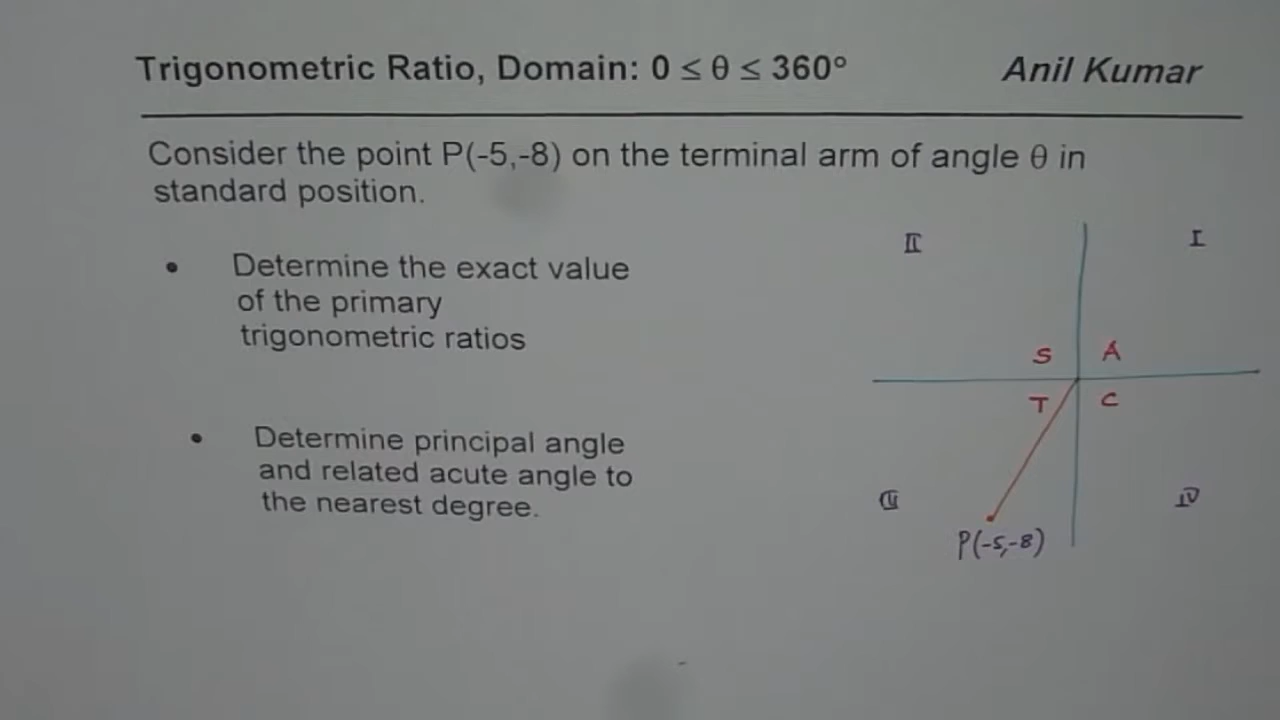 Trigonometric Ratio, Domain: 0 ≤ θ ≤ 360° Anil Kumar
Consider the point P(-5,-8) on the terminal arm of angle θ in
standard position.
II I
• Determine the exact value
of the primary
trigonometric ratios
S A
T C
• Determine principal angle
and related acute angle to
the nearest degree.
III IV
P(-5,-8)